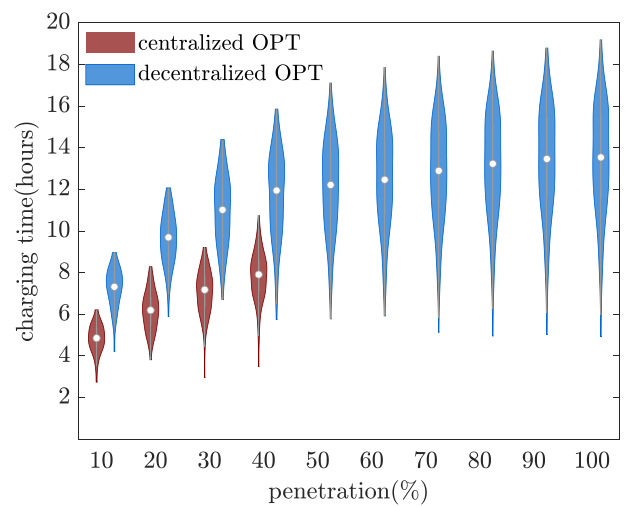 centralized OPT
decentralized OPT
20
18
16
14
12
10
8
6
4
2
charging time(hours)
10 20 30 40 50 60 70 80 90 100
penetration(%)